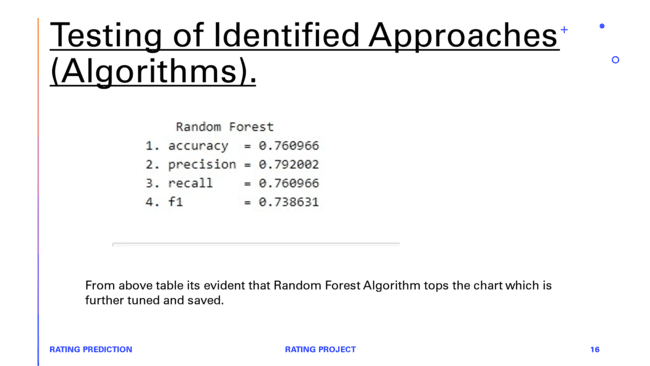 Testing of Identified Approaches
(Algorithms).
Random Forest
1. accuracy = 0.760966
2. precision = 0.792002
3. recall = 0.760966
4. f1 = 0.738631
From above table its evident that Random Forest Algorithm tops the chart which is
further tuned and saved.
RATING PREDICTION RATING PROJECT 16